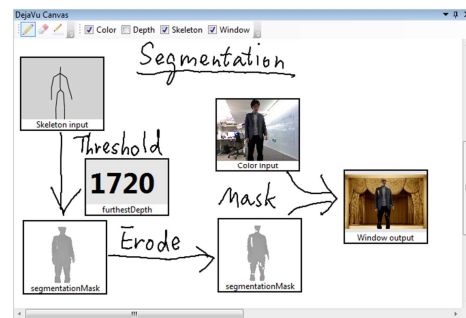 DejaVu Canvas
Color Depth Skeleton Window
Segmentation
Skeleton input
Threshold
1720
furthestDepth
Color input
Mask
Window output
Erode
segmentationMask
segmentationMask